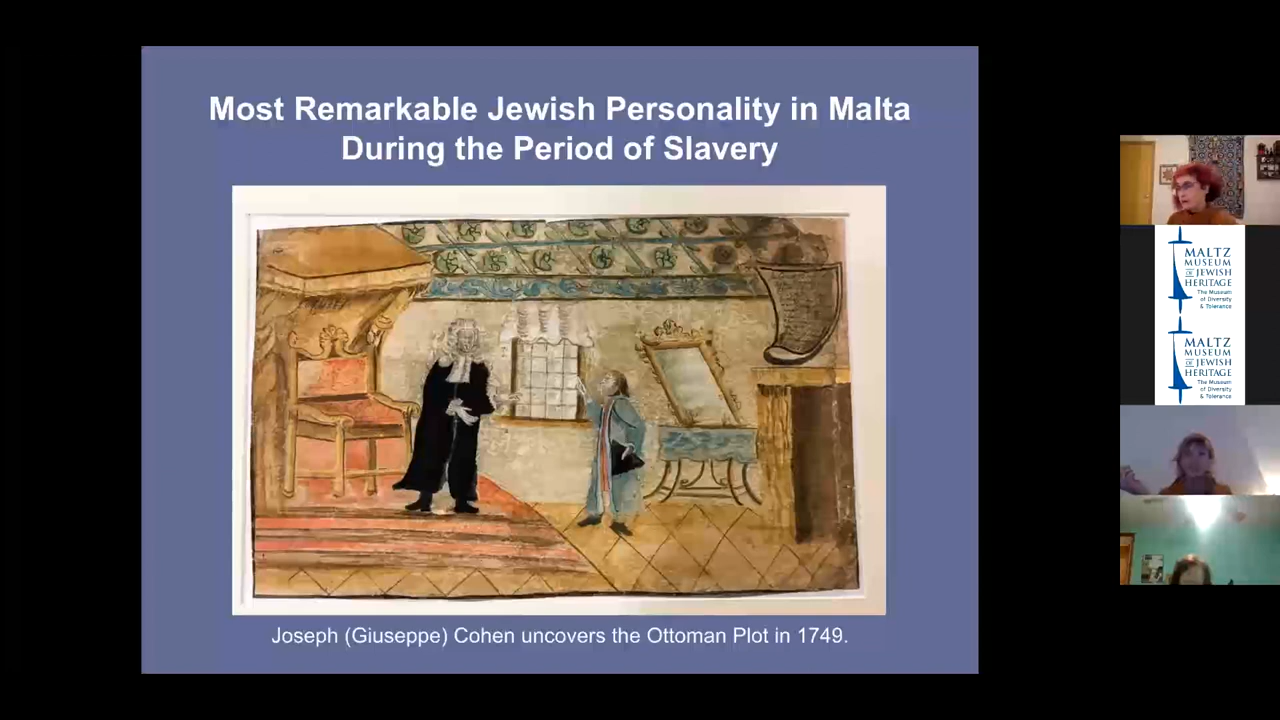 Most Remarkable Jewish Personality in Malta
During the Period of Slavery
Joseph (Giuseppe) Cohen uncovers the Ottoman Plot in 1749.
MALTZ
MUSEUM
OF JEWISH
HERITAGE
The Museum
of Diversity
& Tolerance
MALTZ
MUSEUM
OF JEWISH
HERITAGE
The Museum
of Diversity
& Tolerance